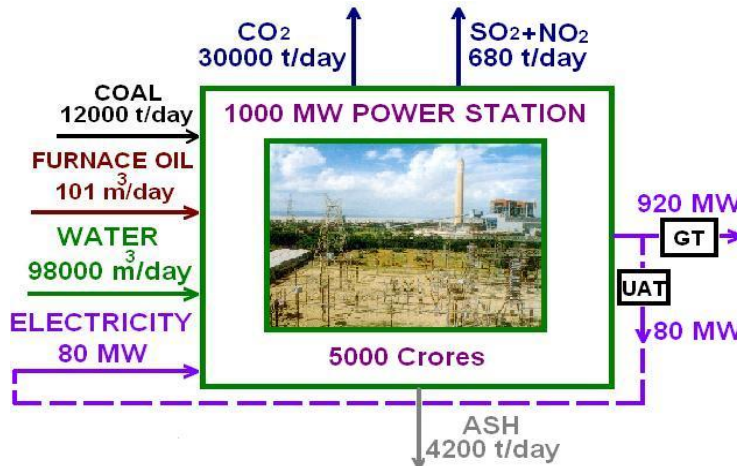 CO₂
30000 t/day
SO₂+NO₂
680 t/day
COAL
12000 t/day
1000 MW POWER STATION
FURNACE OIL
101 m³/day
WATER
98000 m³/day
ELECTRICITY
80 MW
920 MW
GT
UAT
80 MW
5000 Crores
ASH
4200 t/day